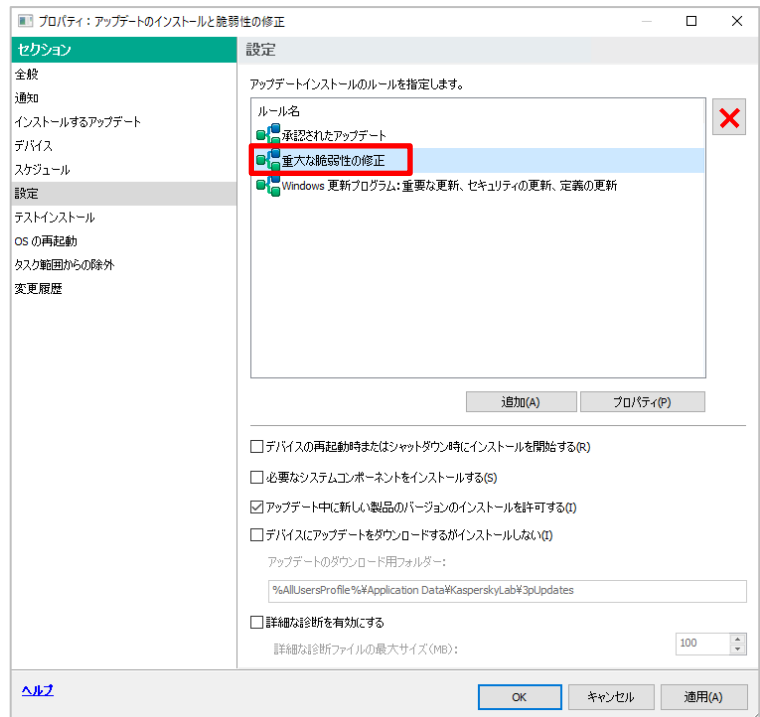 プロパティ：アップデートのインストールと脆弱性の修正
セクション
設定
全般
通知
インストールするアップデート
デバイス
スケジュール
設定
テストインストール
OS の再起動
タスク範囲からの除外
変更履歴
アップデートインストールのルールを指定します。
ルール名
承認されたアップデート
重大な脆弱性の修正
Windows 更新プログラム: 重要な更新、セキュリティの更新、定義の更新
追加(A)
プロパティ(P)
デバイスの再起動時またはシャットダウン時にインストールを開始する(R)
必要なシステムコンポーネントをインストールする(S)
アップデート中に新しい製品のバージョンのインストールを許可する(I)
デバイスにアップデートをダウンロードするがインストールしない(I)
アップデートのダウンロード用フォルダー:
%AllUsersProfile%¥Application Data¥KasperskyLab¥3pUpdates
詳細な診断を有効にする
詳細な診断ファイルの最大サイズ(MB):
100
ヘルプ
OK
キャンセル
適用(A)